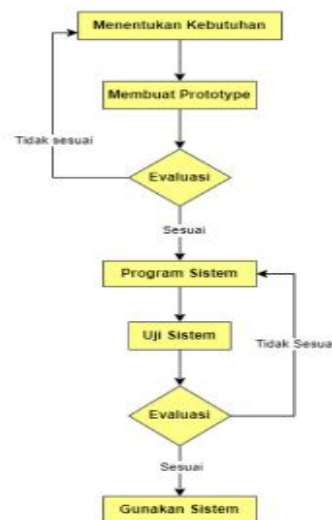 Menentukan Kebutuhan
Membuat Prototype
Tidak sesuai
Evaluasi
Sesuai
Program Sistem
Uji Sistem
Tidak Sesua
Evaluasi
Sesuai
Gunakan Sistem